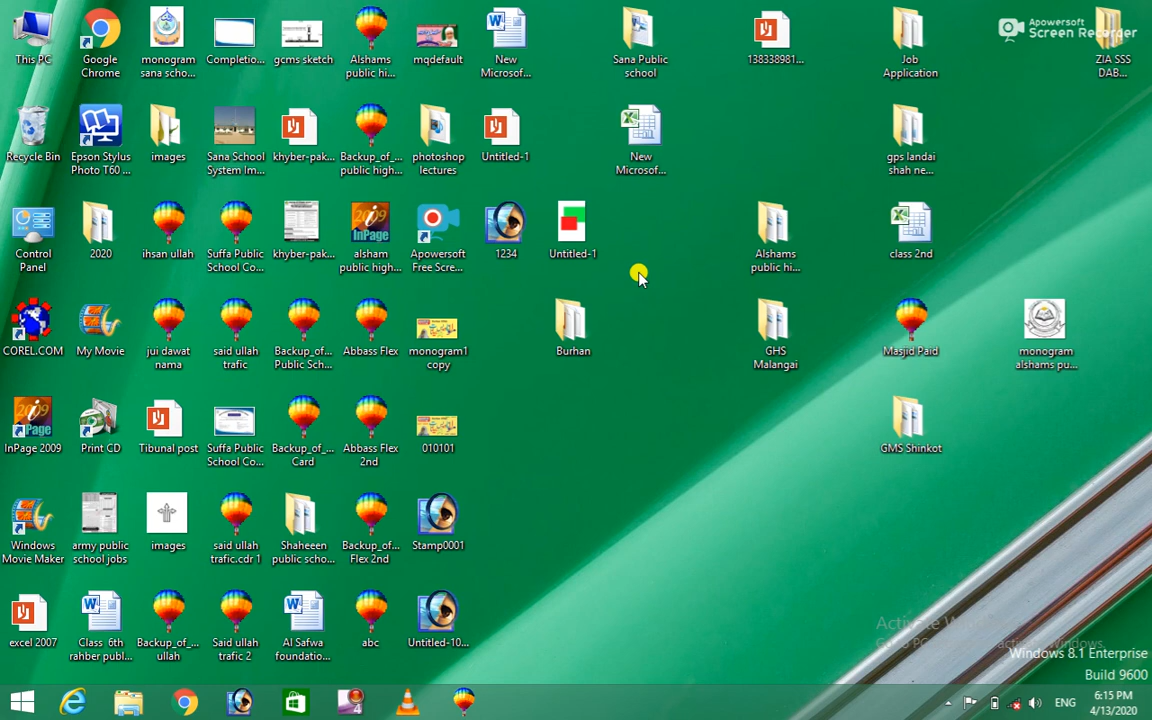 This PC
Google
Chrome
monogram
sana scho...
Completio...
gcms sketch
Alshams
public hi...
mqdefault
New
Microsof...
Sana Public
school
138338981...
Job
Application
Apowersoft
Screen Recorder
ZIA SSS
DAB...
Recycle Bin
Epson Stylus
Photo T60 ...
images
Sana School
System Im...
khyber-pak...
Backup_of_...
public high...
photoshop
lectures
Untitled-1
New
Microsof...
gps landai
shah ne...
Control
Panel
2020
ihsan ullah
Suffa Public
School Co...
khyber-pak...
alsham
public high...
Apowersoft
Free Scre...
1234
Untitled-1
Alshams
public hi...
class 2nd
COREL.COM
My Movie
jui dawat
nama
said ullah
trafic
Backup_of_...
Public Sch...
Abbass Flex
monogram1
copy
Burhan
GHS
Malangai
Masjid Paid
monogram
alshams pu...
InPage 2009
Print CD
Tibunal post
Suffa Public
School Co...
Backup_of_...
Card
Abbass Flex
2nd
010101
GMS Shinkot
Windows
Movie Maker
army public
school jobs
images
said ullah
trafic.cdr 1
Shaheeen
public scho...
Backup_of...
Flex 2nd
Stamp0001
excel 2007
Class 6th
rahber publ...
Backup_of_...
ullah
Said ullah
trafic 2
Al Safwa
foundatio...
abc
Untitled-10...
Activate
Windows.
Windows 8.1 Enterprise
Build 9600
ENG
6:15 PM
4/13/2020